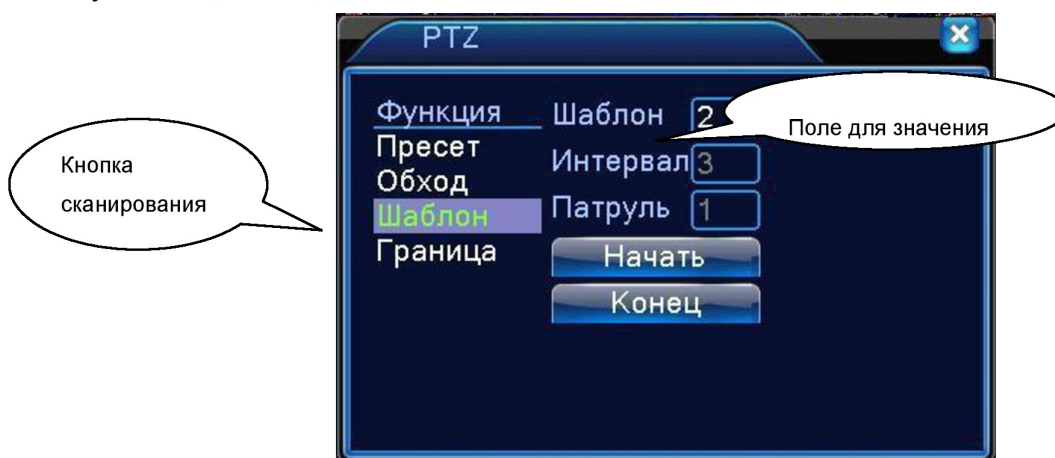 PTZ
Функция
Пресет
Обход
Шаблон
Граница
Шаблон 2
Интервал 3
Патруль 1
Начать
Конец
Кнопка
сканирования
Поле для значения